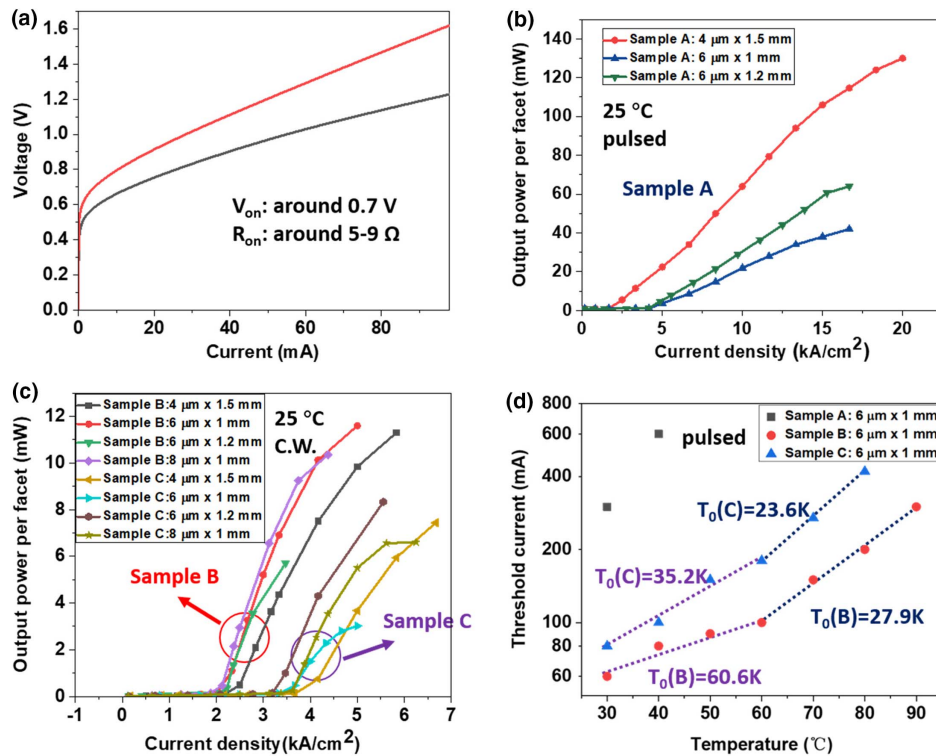 (a)
1.6
1.4
1.2
1.0
0.8
0.6
0.4
0.2
0.0
Voltage (V)
Von: around 0.7 V
Ron: around 5-9 Ω
0 20 40 60 80
Current (mA)
(b)
140
120
100
80
60
40
20
0
Output power per facet (mW)
Sample A: 4 μm x 1.5 mm
Sample A: 6 μm x 1 mm
Sample A: 6 μm x 1.2 mm
25 °C
pulsed
Sample A
0 5 10 15 20
Current density (kA/cm²)
(c)
12
10
8
6
4
2
0
Output power per facet (mW)
Sample B:4 μm x 1.5 mm
Sample B:6 μm x 1 mm
Sample B:6 μm x 1.2 mm
Sample B:8 μm x 1 mm
Sample C:4 μm x 1.5 mm
Sample C:6 μm x 1 mm
Sample C:6 μm x 1.2 mm
Sample C:8 μm x 1 mm
25 °C
C.W.
Sample B
Sample C
-1 0 1 2 3 4 5 6 7
Current density(kA/cm²)
(d)
800
600
400
200
100
80
60
Threshold current (mA)
pulsed
Sample A: 6 μm x 1 mm
Sample B: 6 μm x 1 mm
Sample C: 6 μm x 1 mm
T₀(C)=23.6K
T₀(C)=35.2K
T₀(B)=27.9K
T₀(B)=60.6K
30 40 50 60 70 80 90
Temperature (℃)